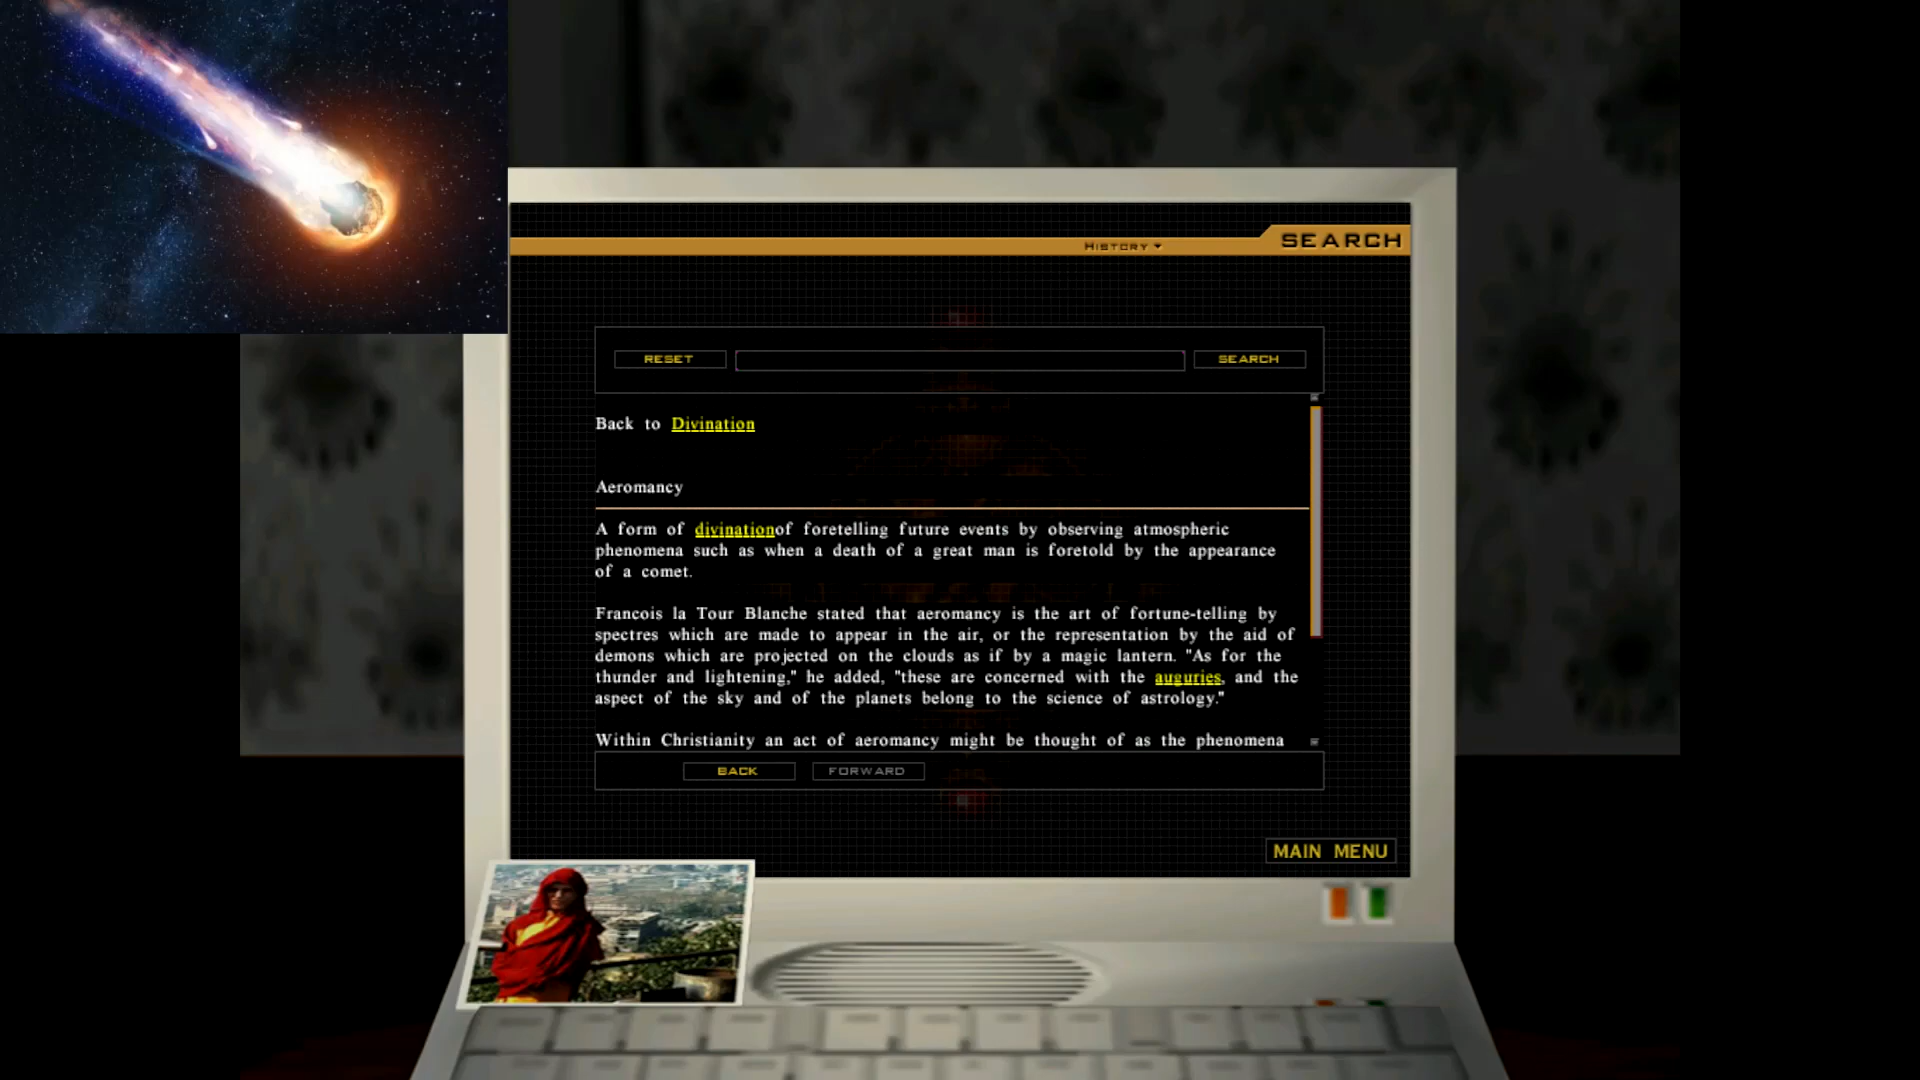 HISTORY
SEARCH
RESET
SEARCH
Back to Divination
Aeromancy
A form of divinationof foretelling future events by observing atmospheric
phenomena such as when a death of a great man is foretold by the appearance
of a comet.
Francois la Tour Blanche stated that aeromancy is the art of fortune-telling by
spectres which are made to appear in the air, or the representation by the aid of
demons which are projected on the clouds as if by a magic lantern. "As for the
thunder and lightening," he added, "these are concerned with the auguries, and the
aspect of the sky and of the planets belong to the science of astrology."
Within Christianity an act of aeromancy might be thought of as the phenomena
BACK
FORWARD
MAIN MENU